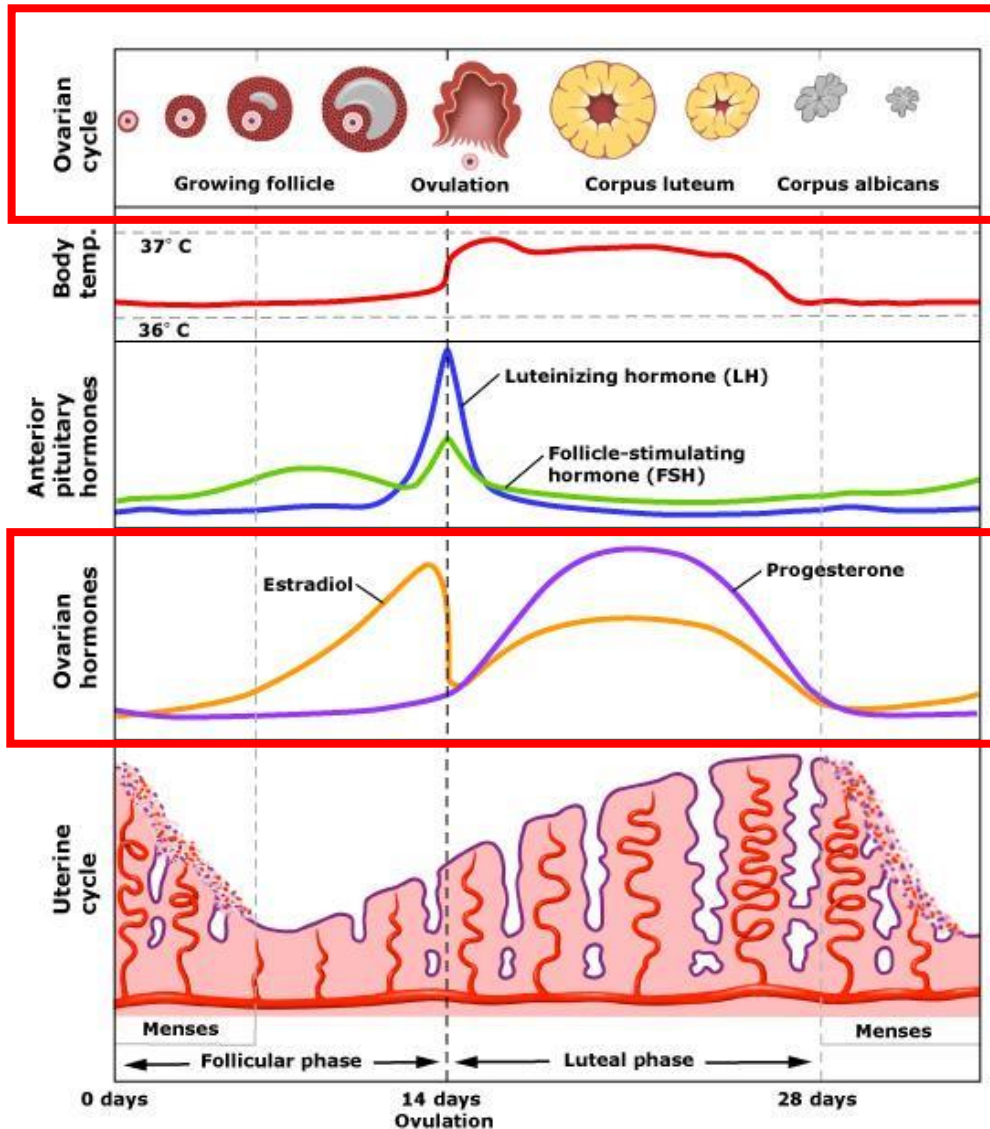 Ovarian
cycle
Growing follicle
Ovulation
Corpus luteum
Corpus albicans
Body
temp.
37° C
36° C
Anterior
pituitary
hormones
Luteinizing hormone (LH)
Follicle-stimulating
hormone (FSH)
Ovarian
hormones
Estradiol
Progesterone
Uterine
cycle
Menses
Menses
Follicular phase
Luteal phase
0 days
14 days
Ovulation
28 days